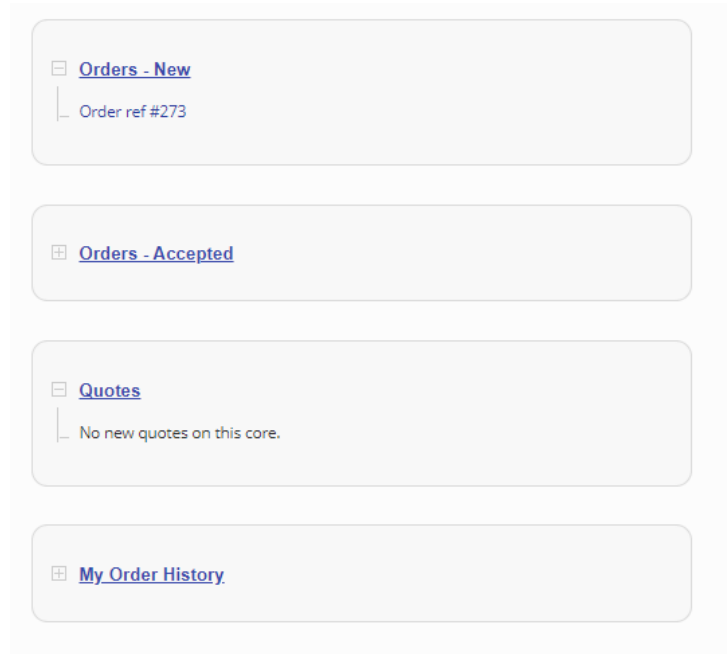 Orders - New
Order ref #273
Orders - Accepted
Quotes
No new quotes on this core.
My Order History